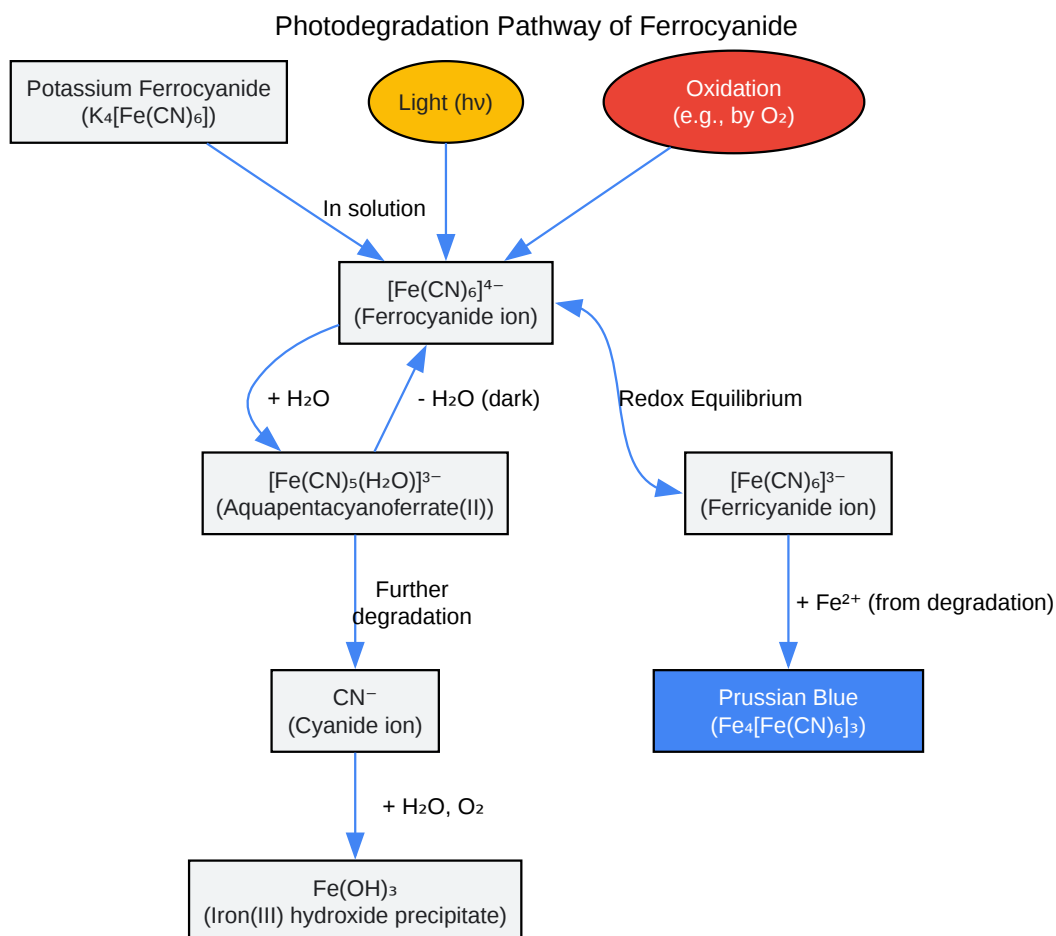 Photodegradation Pathway of Ferrocyanide
Potassium Ferrocyanide
(K₄[Fe(CN)₆])
Light (hν)
Oxidation
(e.g., by O₂)
In solution
[Fe(CN)₆]⁴⁻
(Ferrocyanide ion)
+ H₂O
- H₂O (dark)
Redox Equilibrium
[Fe(CN)₅(H₂O)]³⁻
(Aquapentacyanoferrate(II))
[Fe(CN)₆]³⁻
(Ferricyanide ion)
Further
degradation
+ Fe²⁺ (from degradation)
CN⁻
(Cyanide ion)
Prussian Blue
(Fe₄[Fe(CN)₆]₃)
+ H₂O, O₂
Fe(OH)₃
(Iron(III) hydroxide precipitate)